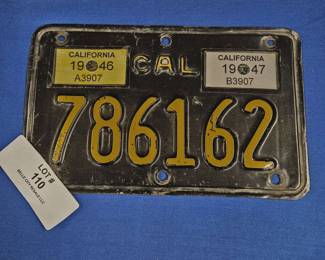 CALIFORNIA
19 46
A3907
CAL
CALIFORNIA
19 47
B3907
786162
LOT #
110